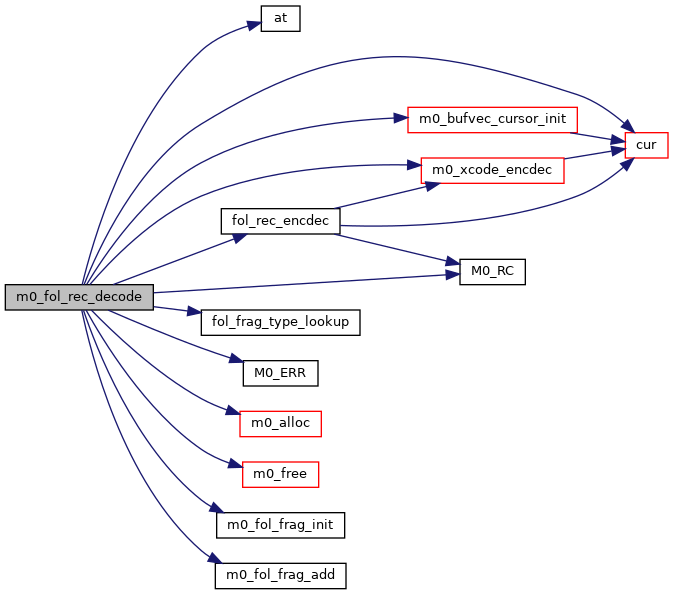 at
m0_bufvec_cursor_init
cur
m0_xcode_encdec
fol_rec_encdec
M0_RC
m0_fol_rec_decode
fol_frag_type_lookup
M0_ERR
m0_alloc
m0_free
m0_fol_frag_init
m0_fol_frag_add